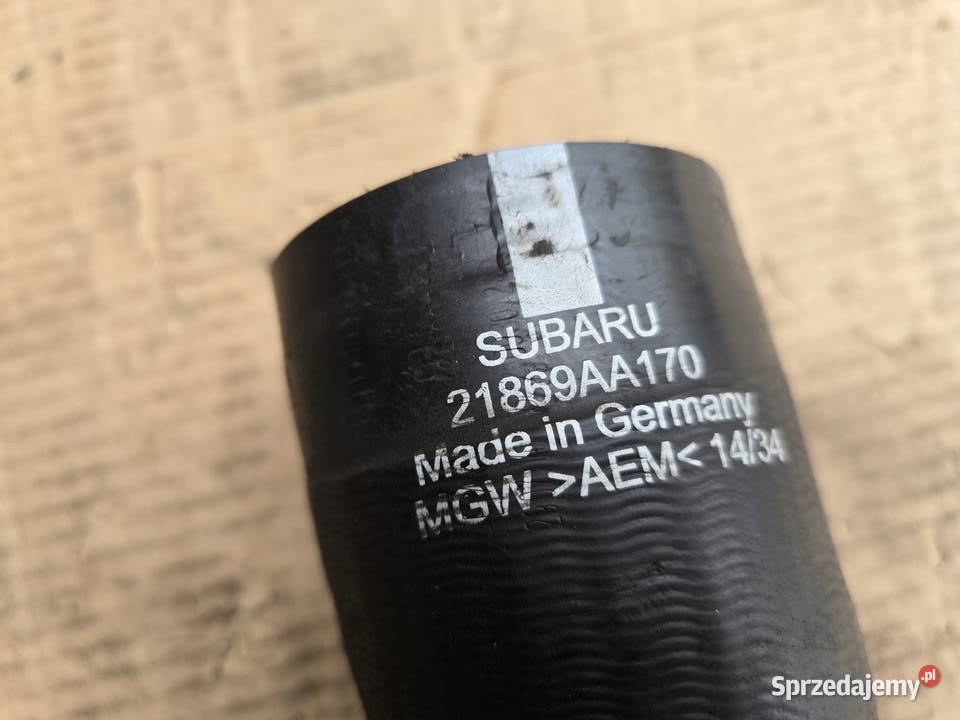 SUBARU
21869AA170
Made in Germany
MGW >AEM< 14/34
Sprzedajemy.pl